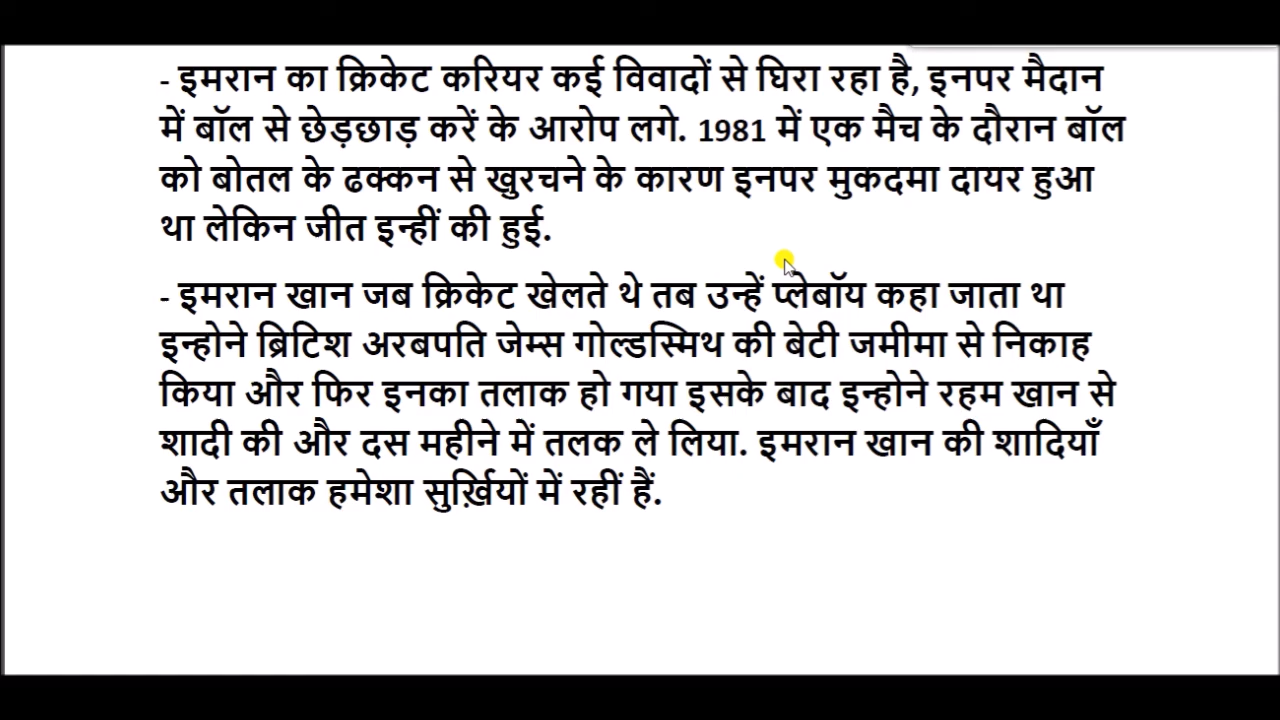 - इमरान का क्रिकेट करियर कई विवादों से घिरा रहा है, इनपर मैदान
में बॉल से छेड़छाड़ करें के आरोप लगे. 1981 में एक मैच के दौरान बॉल
को बोतल के ढक्कन से खुरचने के कारण इनपर मुकदमा दायर हुआ
था लेकिन जीत इन्हीं की हुई.
- इमरान खान जब क्रिकेट खेलते थे तब उन्हें प्लेबॉय कहा जाता था
इन्होने ब्रिटिश अरबपति जेम्स गोल्डस्मिथ की बेटी जमीमा से निकाह
किया और फिर इनका तलाक हो गया इसके बाद इन्होने रहम खान से
शादी की और दस महीने में तलक ले लिया. इमरान खान की शादियाँ
और तलाक हमेशा सुर्ख़ियों में रहीं हैं.